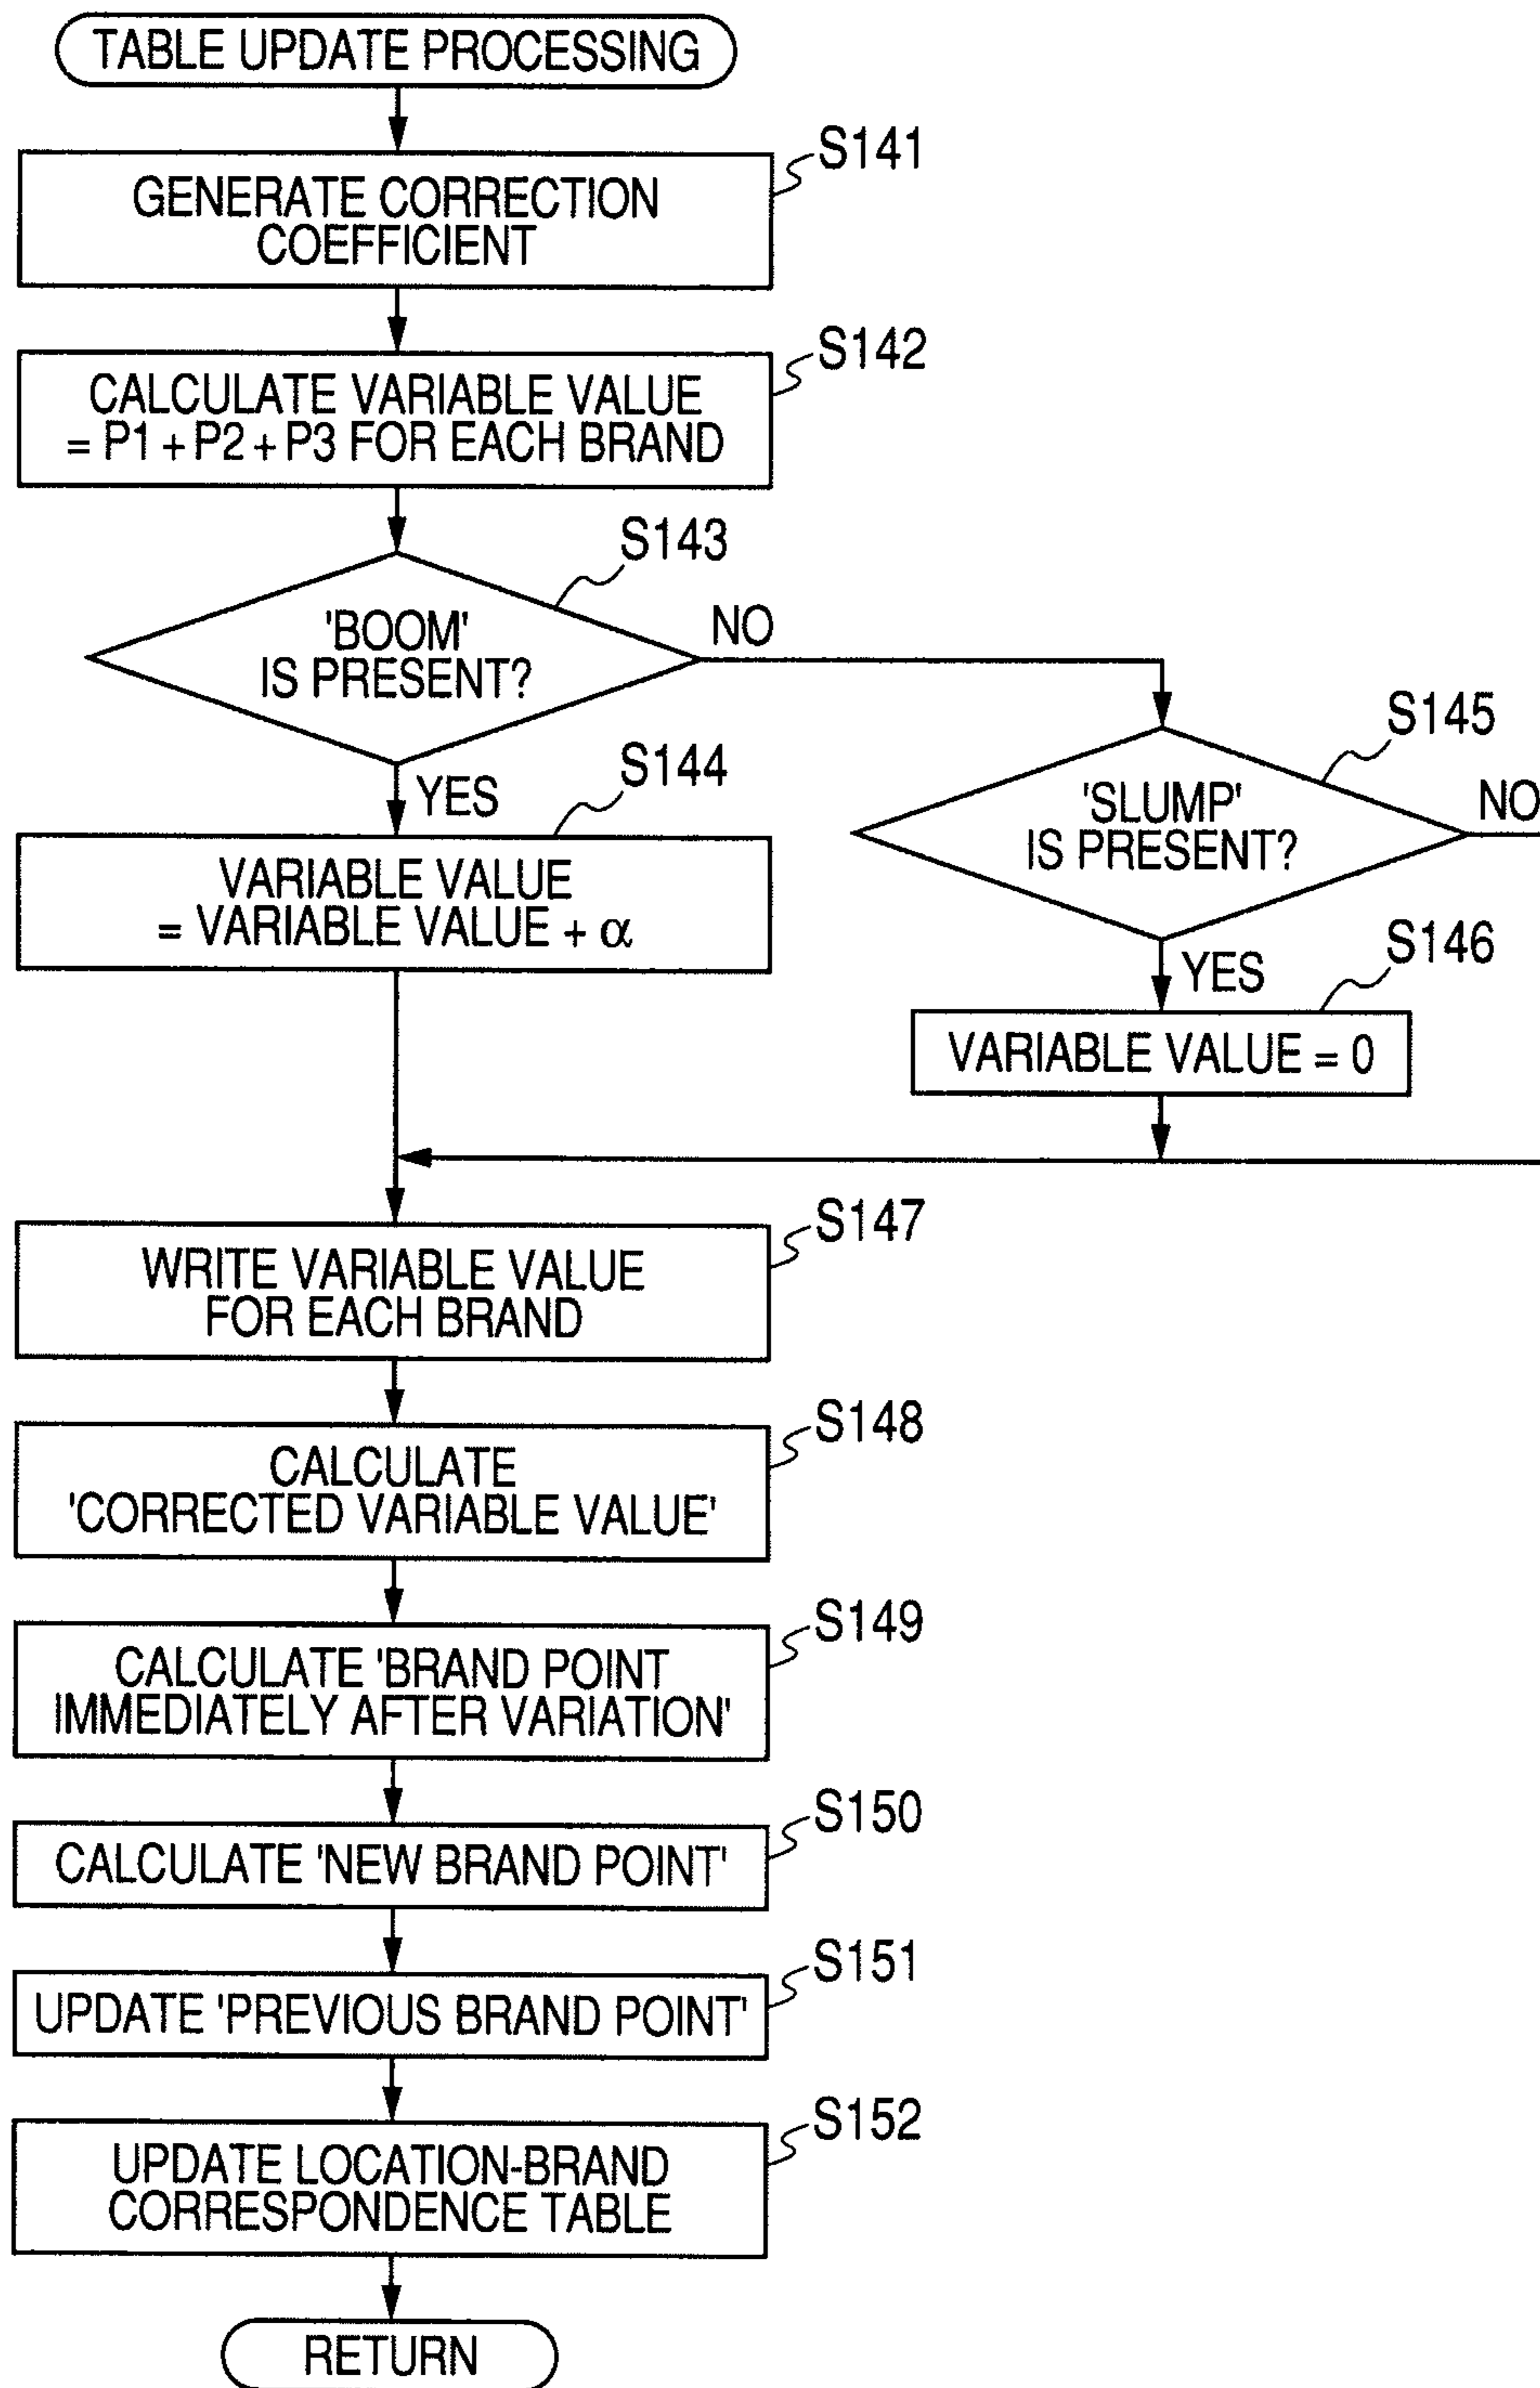 TABLE UPDATE PROCESSING
S141
GENERATE CORRECTION
COEFFICIENT
S142
CALCULATE VARIABLE VALUE
= P1 + P2 + P3 FOR EACH BRAND
S143
'BOOM'
IS PRESENT?
NO
S145
'SLUMP'
IS PRESENT?
NO
YES
S144
VARIABLE VALUE
= VARIABLE VALUE + α
YES
S146
VARIABLE VALUE = 0
S147
WRITE VARIABLE VALUE
FOR EACH BRAND
S148
CALCULATE
'CORRECTED VARIABLE VALUE'
S149
CALCULATE 'BRAND POINT
IMMEDIATELY AFTER VARIATION'
S150
CALCULATE 'NEW BRAND POINT'
S151
UPDATE 'PREVIOUS BRAND POINT'
S152
UPDATE LOCATION-BRAND
CORRESPONDENCE TABLE
RETURN